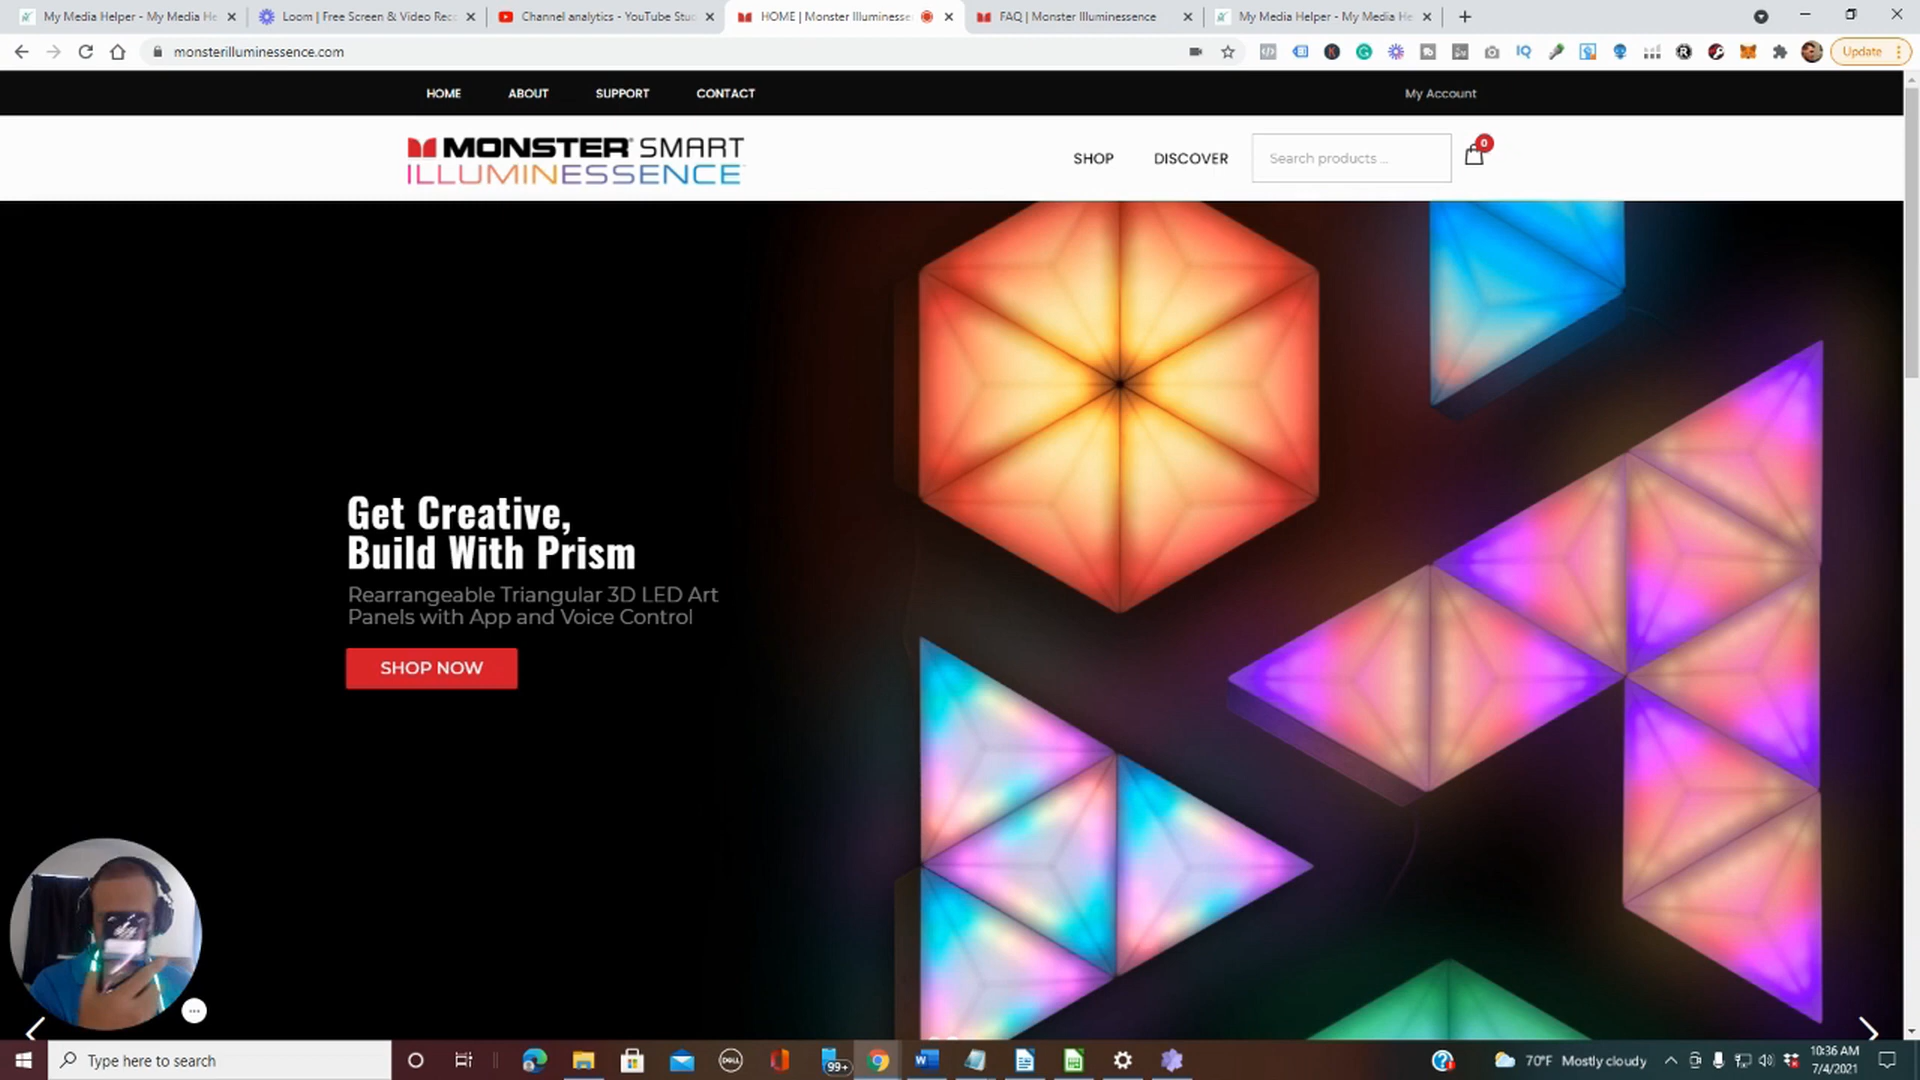 My Media Helper - My Media He
Loom | Free Screen & Video Rec
Channel analytics - YouTube Stu
HOME | Monster Illuminesse
FAQ | Monster Illuminessence
My Media Helper - My Media He
monsterilluminessence.com
IQ
Update
HOME
ABOUT
SUPPORT
CONTACT
My Account
MONSTER SMART
ILLUMINESSENCE
SHOP
DISCOVER
Search products ...
0
Get Creative,
Build With Prism
Rearrangeable Triangular 3D LED Art
Panels with App and Voice Control
SHOP NOW
Type here to search
DELL
99+
70°F Mostly cloudy
10:36 AM
7/4/2021